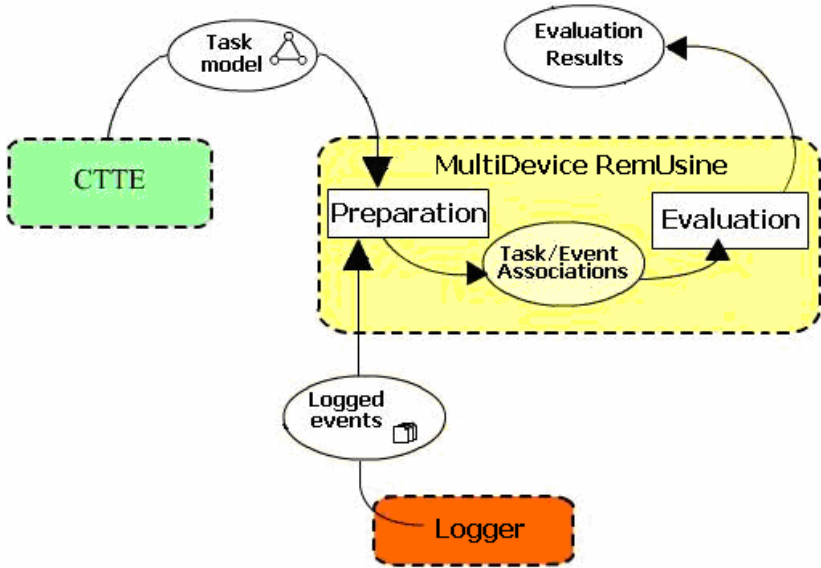 Task
model
Evaluation
Results
CTTE
MultiDevice RemUsine
Preparation
Evaluation
Task/Event
Associations
Logged
events
Logger